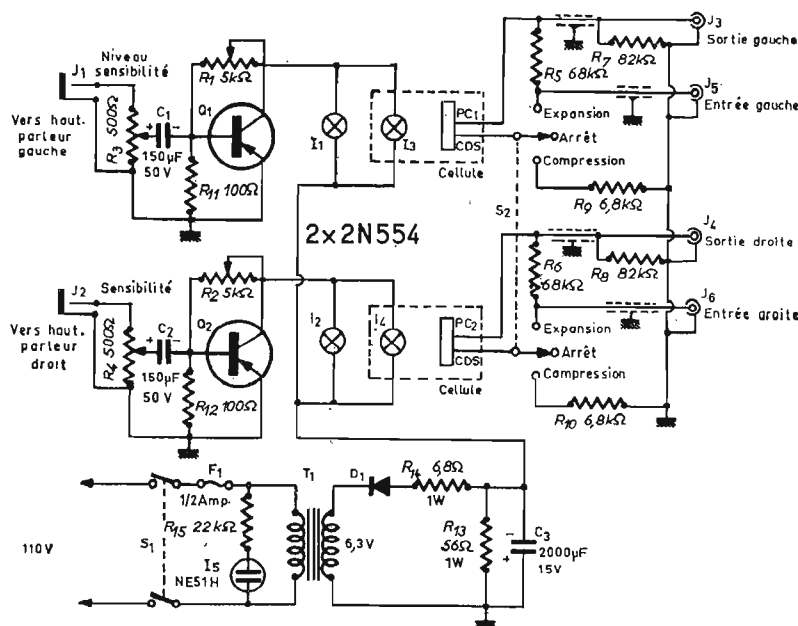 J3
Sortie gauche
R7 82kΩ
R5 68kΩ
J5
Entrée gauche
Expansion
Arrêt
Compression
R9 6,8kΩ
S2
Niveau
sensibilité
J1
Vers haut-
parleur
gauche
R3 500Ω
C1
+ -
150µF
50 V
R1 5kΩ
Q1
R11 100Ω
I1
I3
PC1
CDS
Cellule
2×2N554
J4
Sortie droite
R8 82kΩ
R6
68kΩ
J6
Entrée droite
Expansion
Arrêt
Compression
R10 6,8kΩ
Sensibilité
J2
Vers haut-
parleur
droit
R4 500Ω
C2
+ -
150µF
50 V
R2 5kΩ
Q2
R12 100Ω
I2
I4
PC2
CDS
Cellule
110V
S1
F1
1/2Amp.
R15 22kΩ
I5
NE51H
T1
6,3V
D1
R14 6,8Ω
1W
R13
56Ω
1W
-
+
C3
2000µF
15V